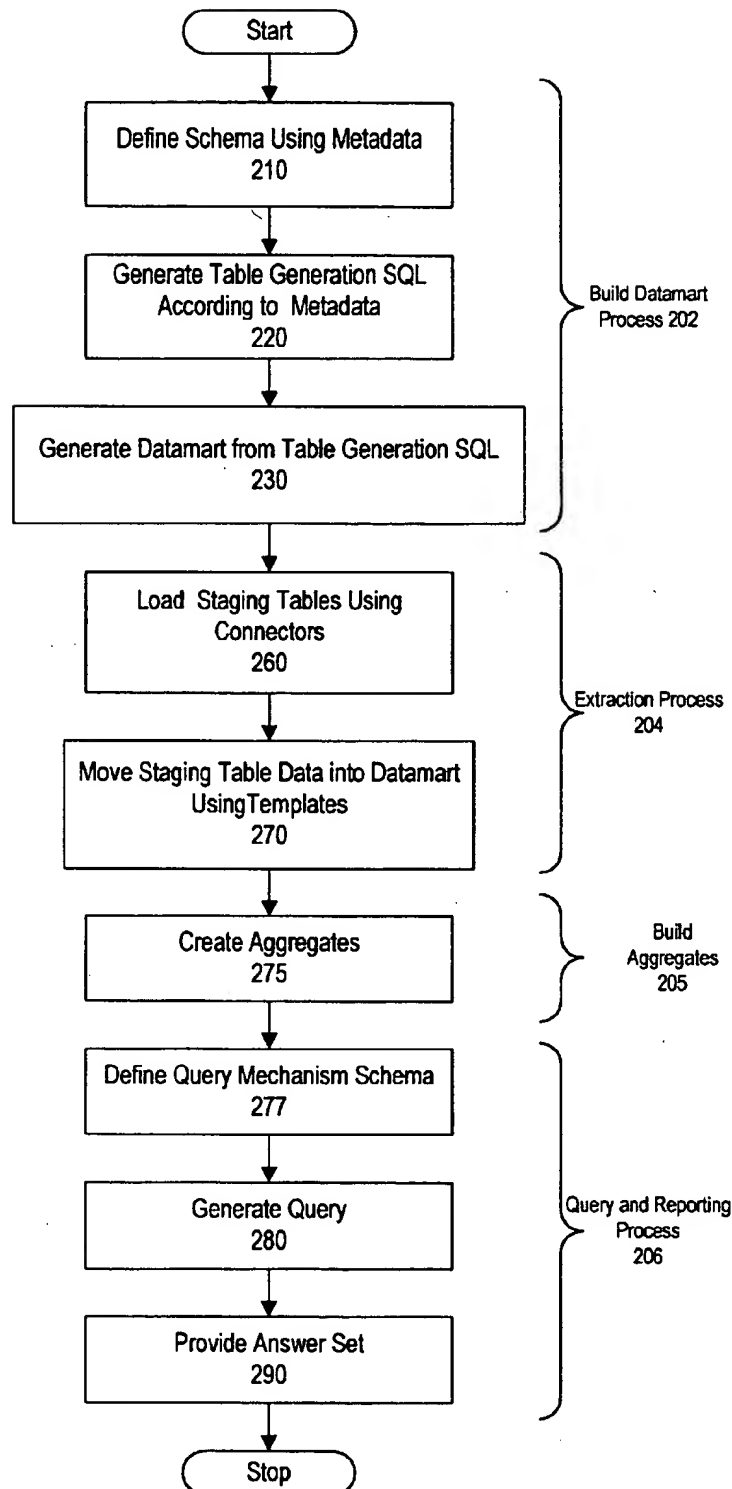 Start
Define Schema Using Metadata
210
Generate Table Generation SQL
According to Metadata
220
Build Datamart
Process 202
Generate Datamart from Table Generation SQL
230
Load Staging Tables Using
Connectors
260
Extraction Process
204
Move Staging Table Data into Datamart
UsingTemplates
270
Create Aggregates
275
Build
Aggregates
205
Define Query Mechanism Schema
277
Generate Query
280
Query and Reporting
Process
206
Provide Answer Set
290
Stop